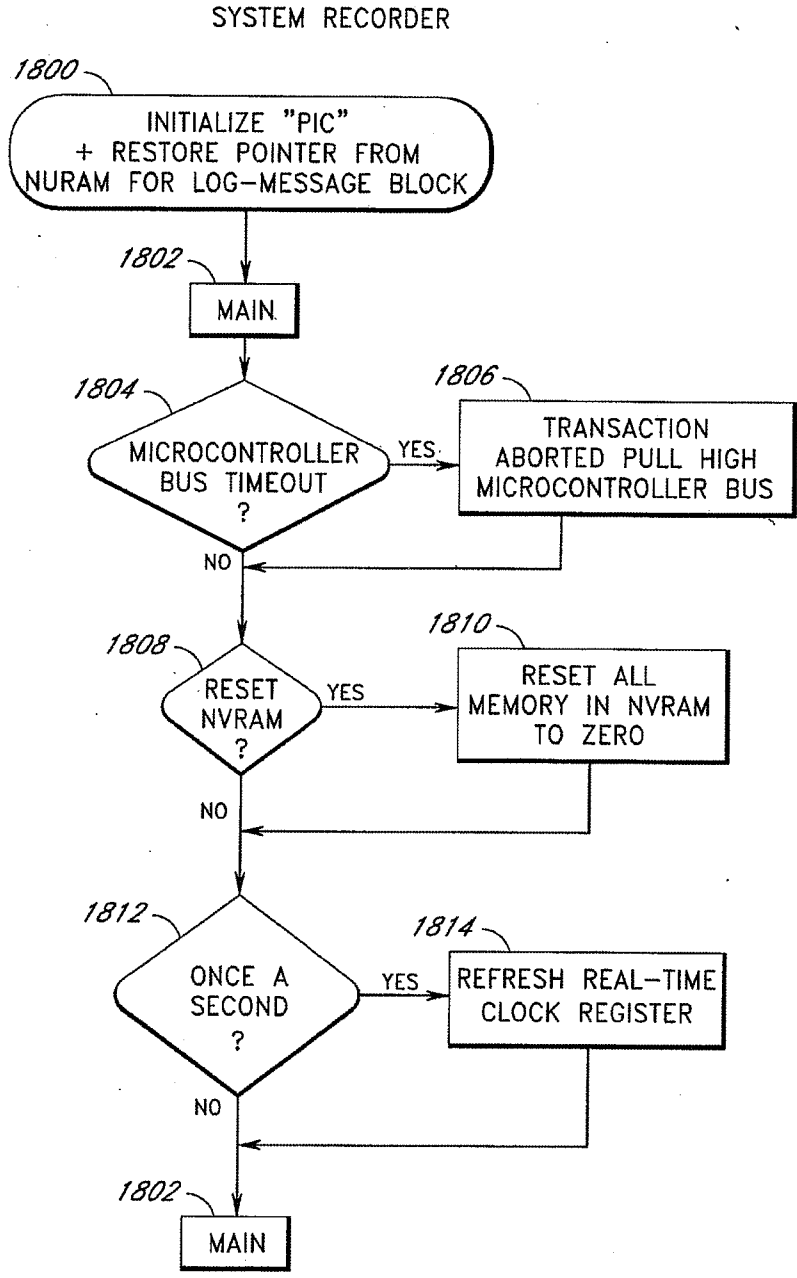 SYSTEM RECORDER
1800
INITIALIZE "PIC"
+ RESTORE POINTER FROM
NURAM FOR LOG-MESSAGE BLOCK
1802
MAIN
1804
MICROCONTROLLER
BUS TIMEOUT
?
YES
1806
TRANSACTION
ABORTED PULL HIGH
MICROCONTROLLER BUS
NO
1808
RESET
NVRAM
?
YES
1810
RESET ALL
MEMORY IN NVRAM
TO ZERO
NO
1812
ONCE A
SECOND
?
YES
1814
REFRESH REAL-TIME
CLOCK REGISTER
NO
1802
MAIN